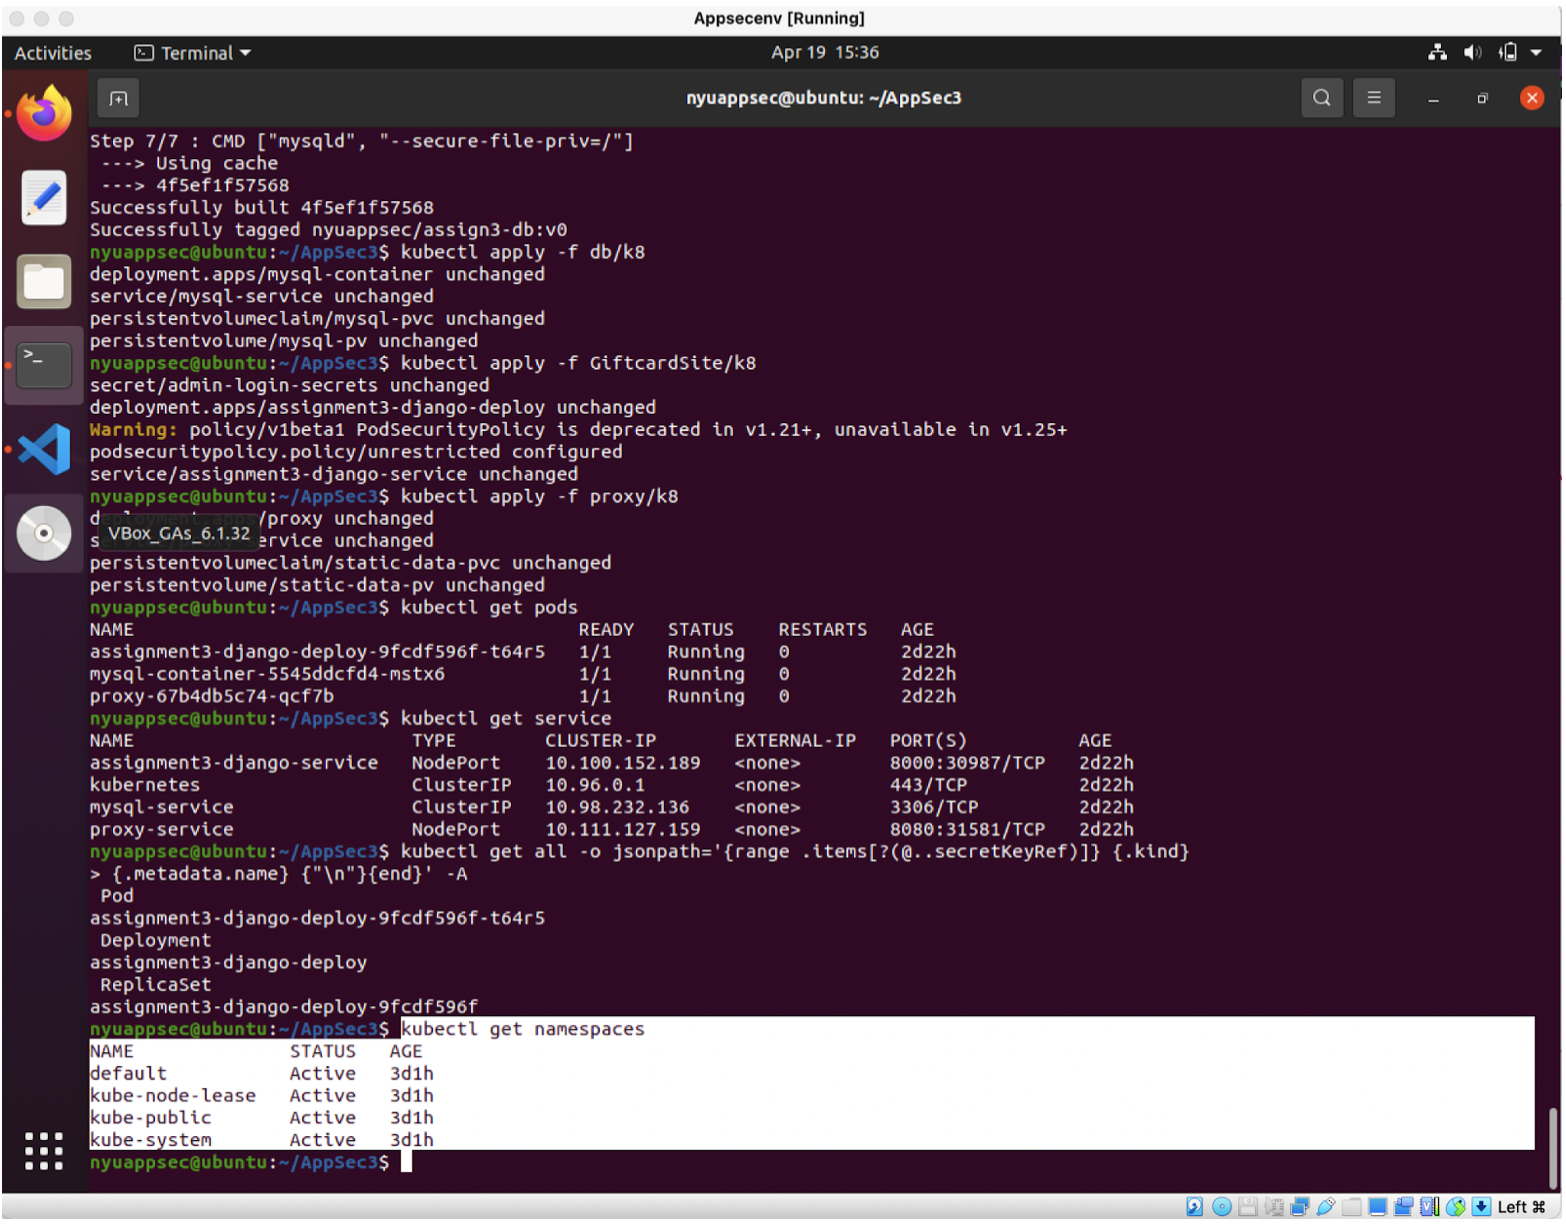 Appsecenv [Running]
Activities Terminal Apr 19 15:36
nyuappsec@ubuntu: ~/AppSec3
Step 7/7 : CMD ["mysqld", "--secure-file-priv=/"]
---> Using cache
---> 4f5ef1f57568
Successfully built 4f5ef1f57568
Successfully tagged nyuappsec/assign3-db:v0
nyuappsec@ubuntu:~/AppSec3$ kubectl apply -f db/k8
deployment.apps/mysql-container unchanged
service/mysql-service unchanged
persistentvolumeclaim/mysql-pvc unchanged
persistentvolume/mysql-pv unchanged
nyuappsec@ubuntu:~/AppSec3$ kubectl apply -f GiftcardSite/k8
secret/admin-login-secrets unchanged
deployment.apps/assignment3-django-deploy unchanged
Warning: policy/v1beta1 PodSecurityPolicy is deprecated in v1.21+, unavailable in v1.25+
podsecuritypolicy.policy/unrestricted configured
service/assignment3-django-service unchanged
nyuappsec@ubuntu:~/AppSec3$ kubectl apply -f proxy/k8
deployment.apps/proxy unchanged
VBox_GAs_6.1.32
ervice unchanged
persistentvolumeclaim/static-data-pvc unchanged
persistentvolume/static-data-pv unchanged
nyuappsec@ubuntu:~/AppSec3$ kubectl get pods
NAME READY STATUS RESTARTS AGE
assignment3-django-deploy-9fcdf596f-t64r5 1/1 Running 0 2d22h
mysql-container-5545ddcfd4-mstx6 1/1 Running 0 2d22h
proxy-67b4db5c74-qcf7b 1/1 Running 0 2d22h
nyuappsec@ubuntu:~/AppSec3$ kubectl get service
NAME TYPE CLUSTER-IP EXTERNAL-IP PORT(S) AGE
assignment3-django-service NodePort 10.100.152.189 <none> 8000:30987/TCP 2d22h
kubernetes ClusterIP 10.96.0.1 <none> 443/TCP 2d22h
mysql-service ClusterIP 10.98.232.136 <none> 3306/TCP 2d22h
proxy-service NodePort 10.111.127.159 <none> 8080:31581/TCP 2d22h
nyuappsec@ubuntu:~/AppSec3$ kubectl get all -o jsonpath='{range .items[?(@..secretKeyRef)]} {.kind}
> {.metadata.name} {"\n"}{end}' -A
Pod
assignment3-django-deploy-9fcdf596f-t64r5
Deployment
assignment3-django-deploy
ReplicaSet
assignment3-django-deploy-9fcdf596f
nyuappsec@ubuntu:~/AppSec3$ kubectl get namespaces
NAME STATUS AGE
default Active 3d1h
kube-node-lease Active 3d1h
kube-public Active 3d1h
kube-system Active 3d1h
nyuappsec@ubuntu:~/AppSec3$
Left ⌘